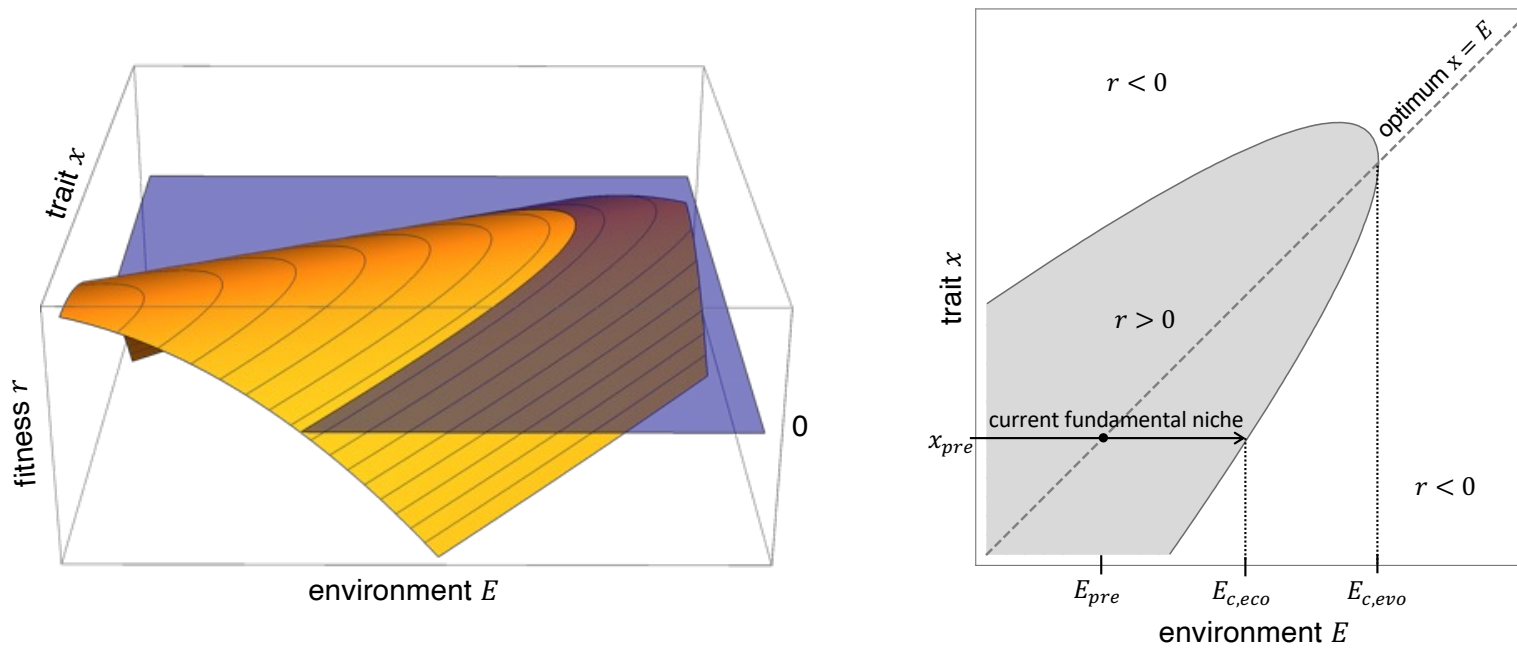 trait x
fitness r
0
environment E
trait x
r < 0
optimum x = E
r > 0
current fundamental niche
x_pre
r < 0
E_pre
E_c,eco
E_c,evo
environment E